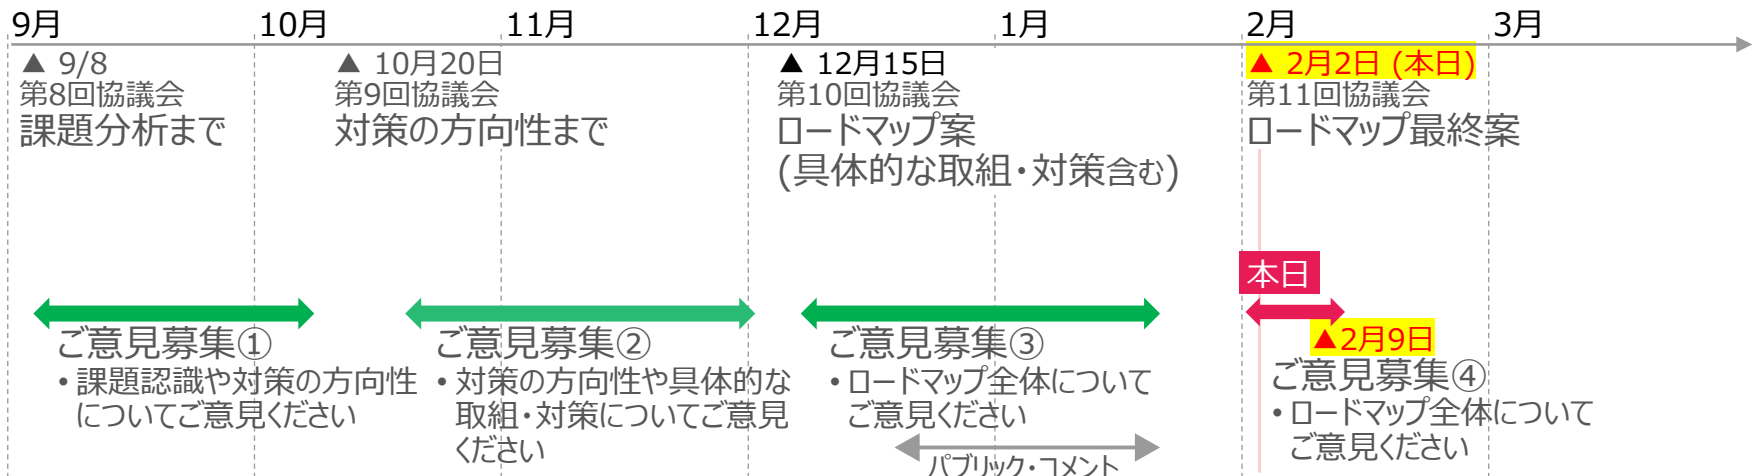 9月
10月
11月
12月
1月
2月
3月
▲ 9/8
第8回協議会
課題分析まで
▲ 10月20日
第9回協議会
対策の方向性まで
▲ 12月15日
第10回協議会
ロードマップ案
(具体的な取組・対策含む)
▲ 2月2日 (本日)
第11回協議会
ロードマップ最終案
本日
ご意見募集①
• 課題認識や対策の方向性
についてご意見ください
ご意見募集②
• 対策の方向性や具体的な
取組・対策についてご意見
ください
ご意見募集③
• ロードマップ全体について
ご意見ください
パブリック・コメント
▲2月9日
ご意見募集④
• ロードマップ全体について
ご意見ください